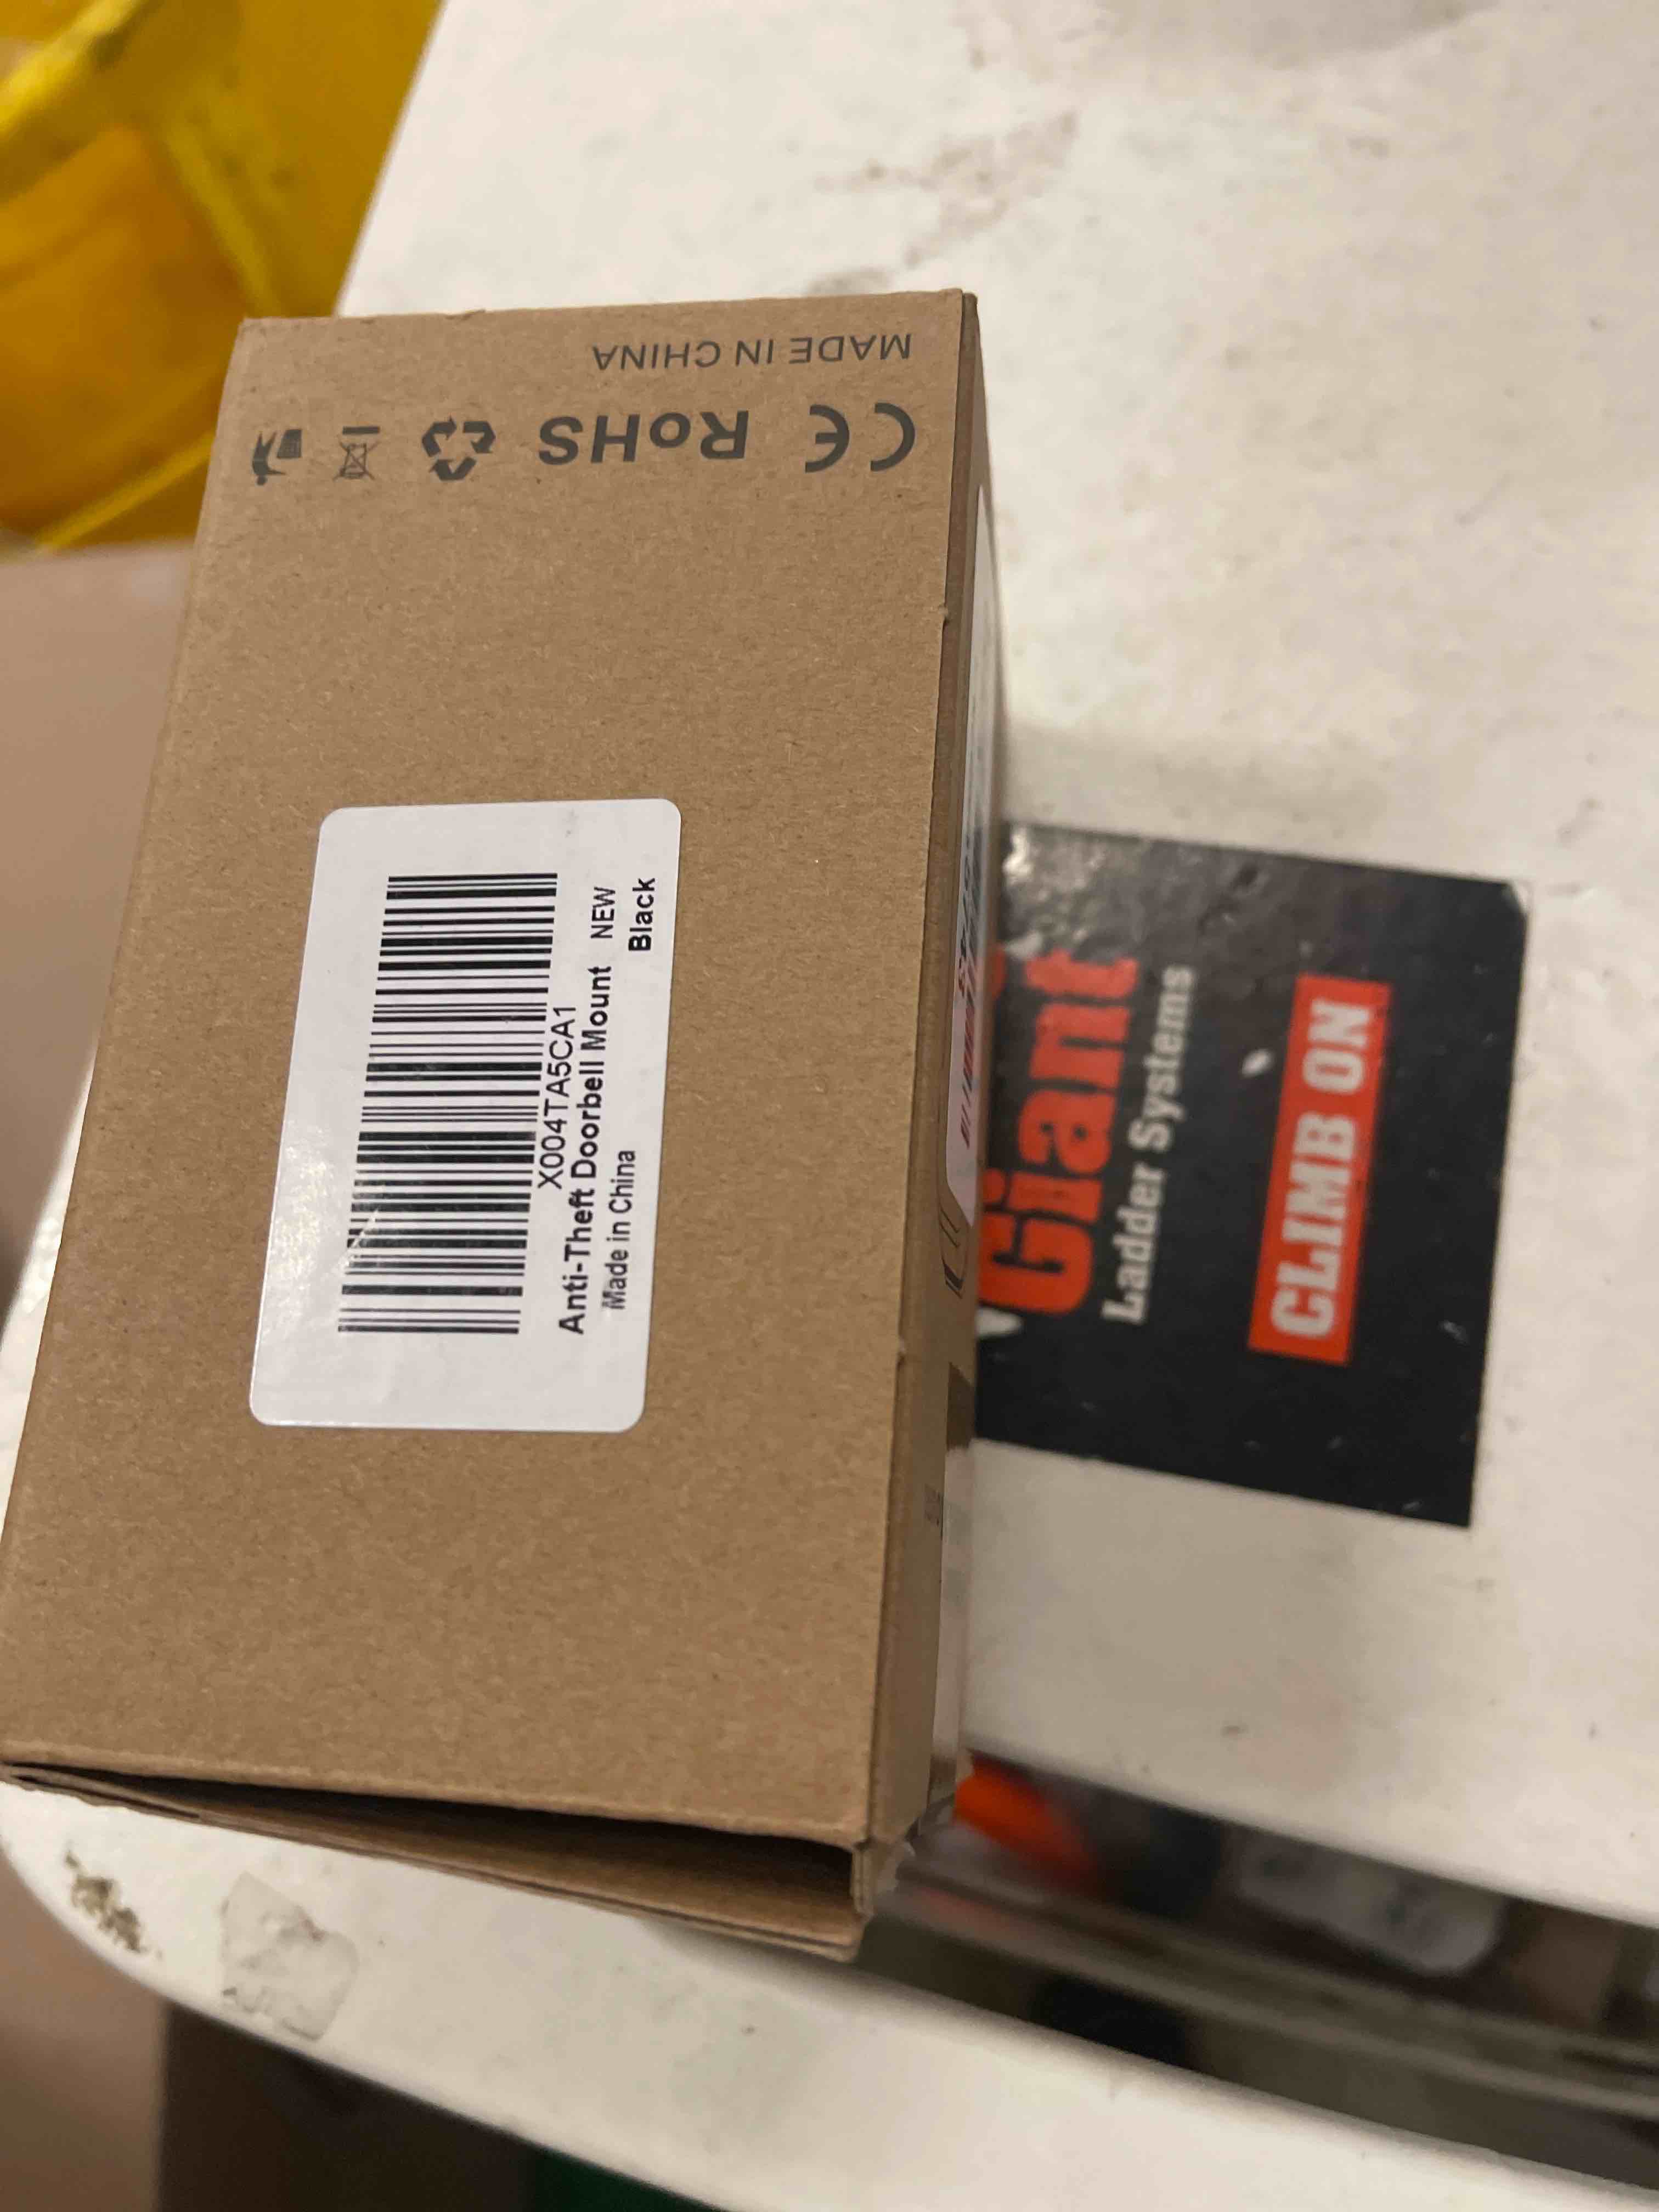 MADE IN CHINA
CE RoHS
X004TA5CA1
Anti-Theft Doorbell Mount NEW
Made in China Black
Giant
Ladder Systems
CLIMB ON